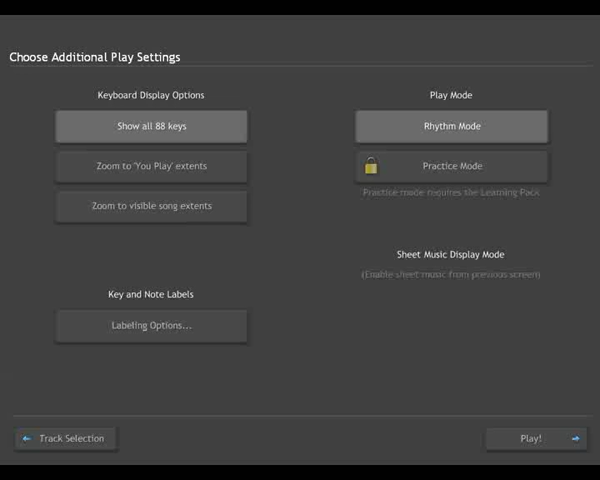 Choose Additional Play Settings
Keyboard Display Options
Play Mode
Show all 88 keys
Rhythm Mode
Zoom to 'You Play' extents
Practice Mode
Practice mode requires the Learning Pack
Zoom to visible song extents
Sheet Music Display Mode
(Enable sheet music from previous screen)
Key and Note Labels
Labeling Options...
Track Selection
Play!